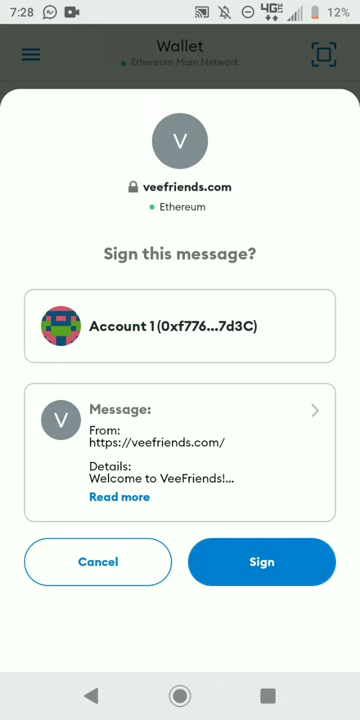 7:28
4G
12%
Wallet
Ethereum Main Network
V
veefriends.com
Ethereum
Sign this message?
Account 1 (0xf776...7d3C)
V
Message:
From:
https://veefriends.com/
Details:
Welcome to VeeFriends!...
Read more
Cancel
Sign